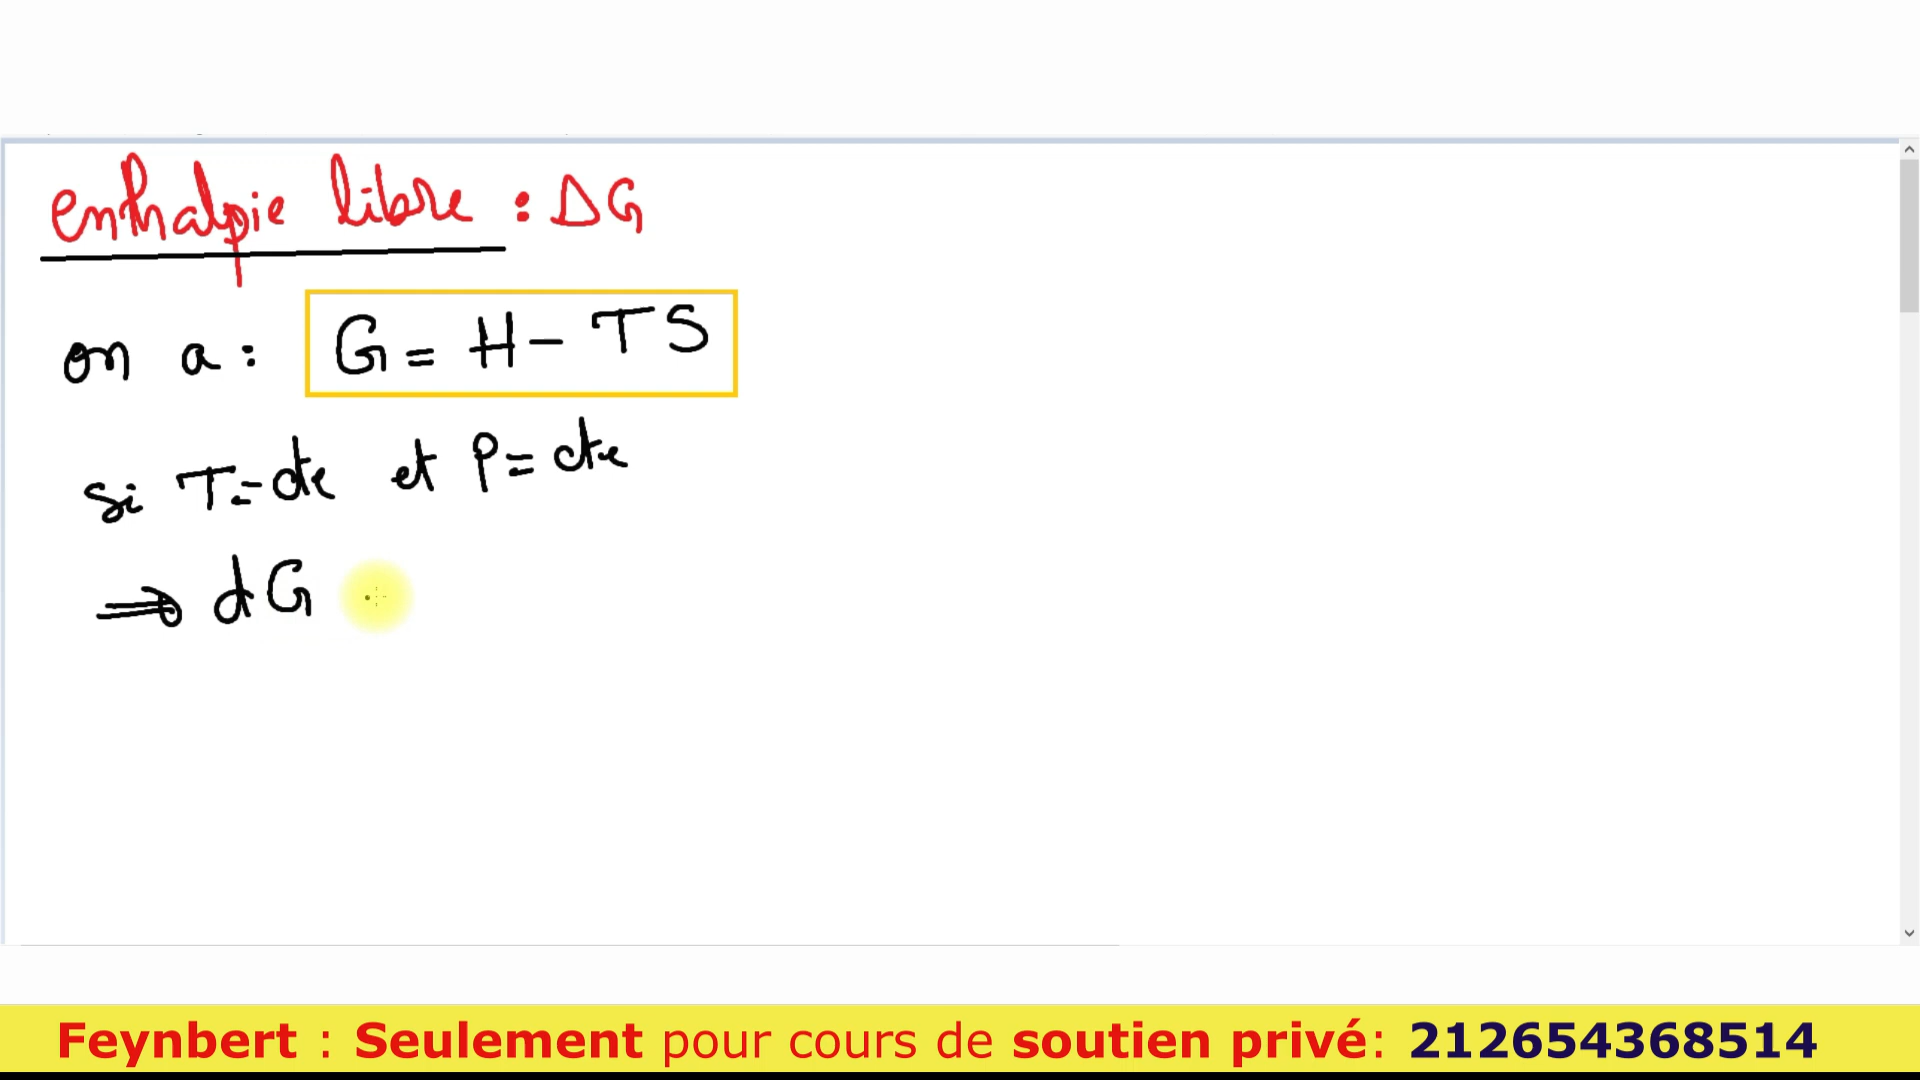 enthalpie libre : ΔG
on a : G = H - TS
si T = cte et P = cte
⇒ dG
Feynbert : Seulement pour cours de soutien privé: 212654368514